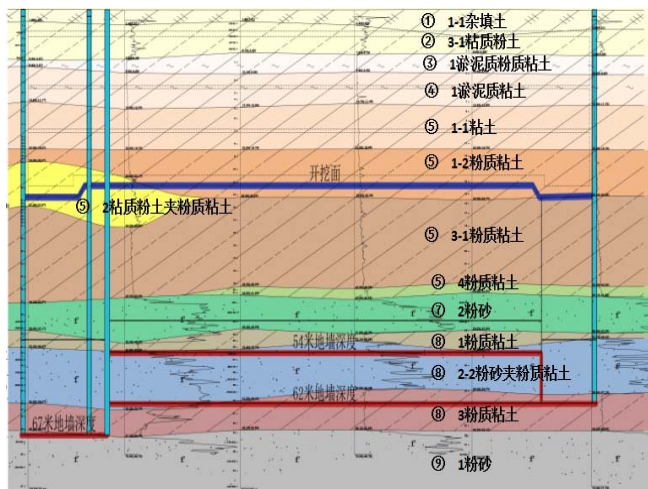 ① 1-1杂填土
② 3-1粘质粉土
③ 1淤泥质粉质粘土
④ 1淤泥质粘土
⑤ 1-1粘土
⑤ 1-2粉质粘土
开挖面
⑤ 2粘质粉土夹粉质粘土
⑤ 3-1粉质粘土
⑤ 4粉质粘土
⑦ 2粉砂
⑧ 1粉质粘土
54米地墙深度
⑧ 2-2粉砂夹粉质粘土
62米地墙深度
⑧ 3粉质粘土
67米地墙深度
⑨ 1粉砂